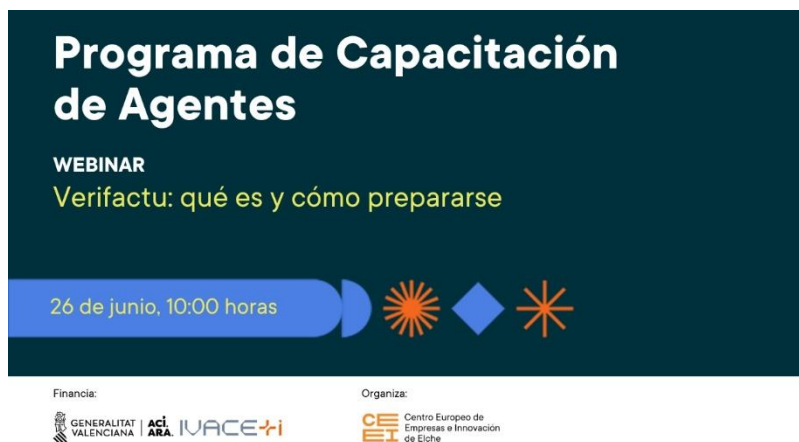 Programa de Capacitación
de Agentes
WEBINAR
Verifactu: qué es y cómo prepararse
26 de junio, 10:00 horas
Financia:
GENERALITAT
VALENCIANA
ACÍ.
ARA.
IVACE+i
Organiza:
CEEI
Centro Europeo de
Empresas e Innovación
de Elche